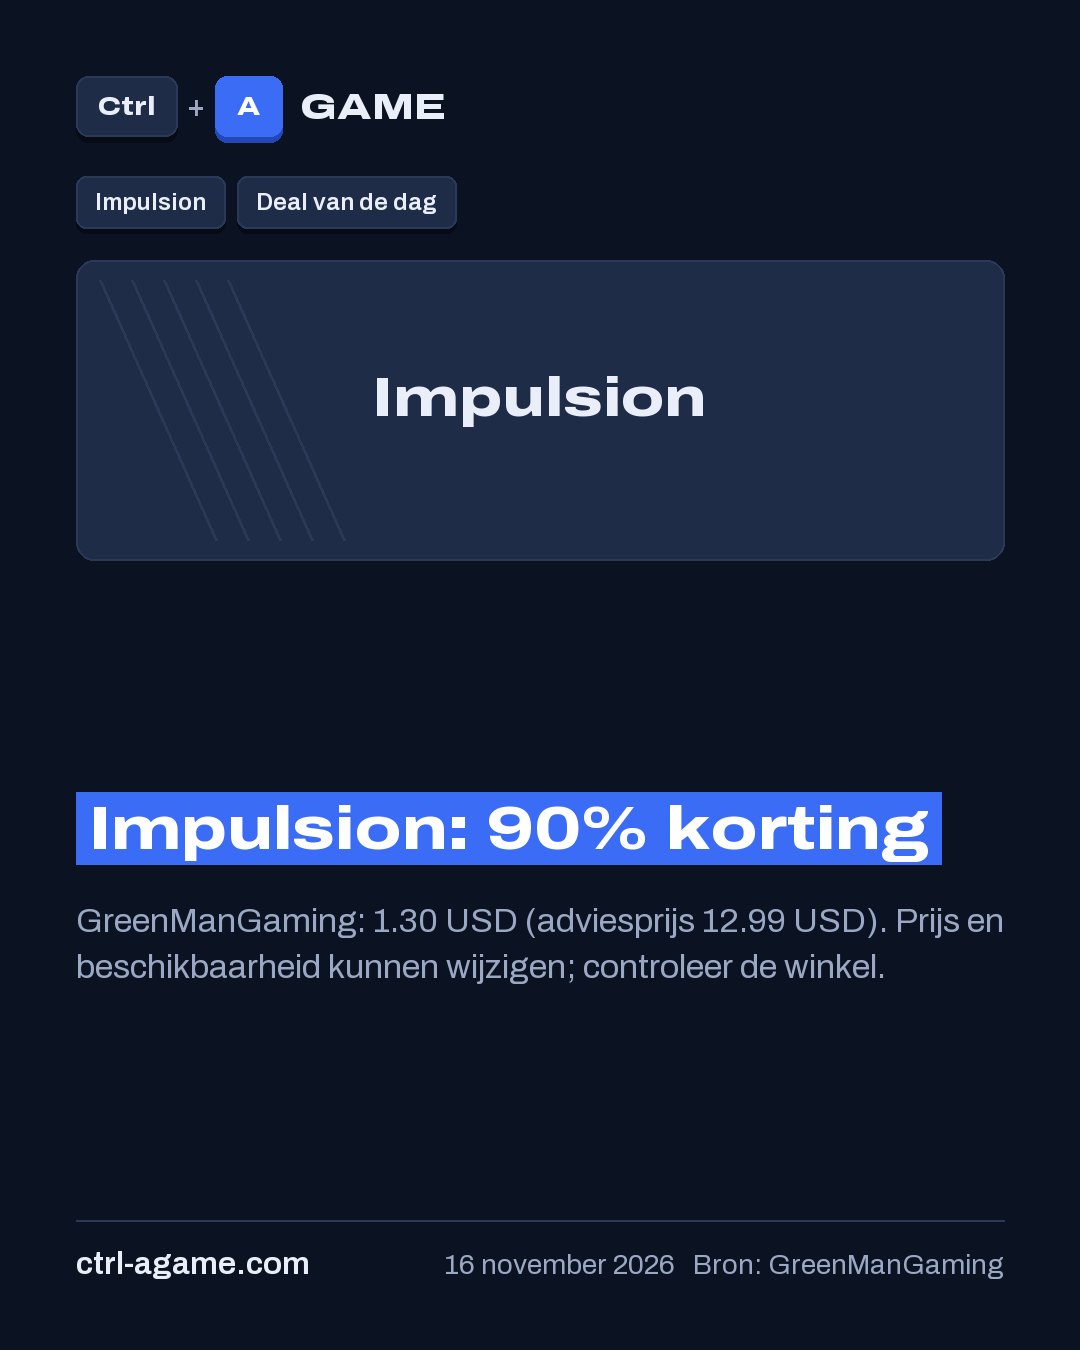 Ctrl + A GAME
Impulsion Deal van de dag
Impulsion
Impulsion: 90% korting
GreenManGaming: 1.30 USD (adviesprijs 12.99 USD). Prijs en
beschikbaarheid kunnen wijzigen; controleer de winkel.
ctrl-agame.com 16 november 2026 Bron: GreenManGaming